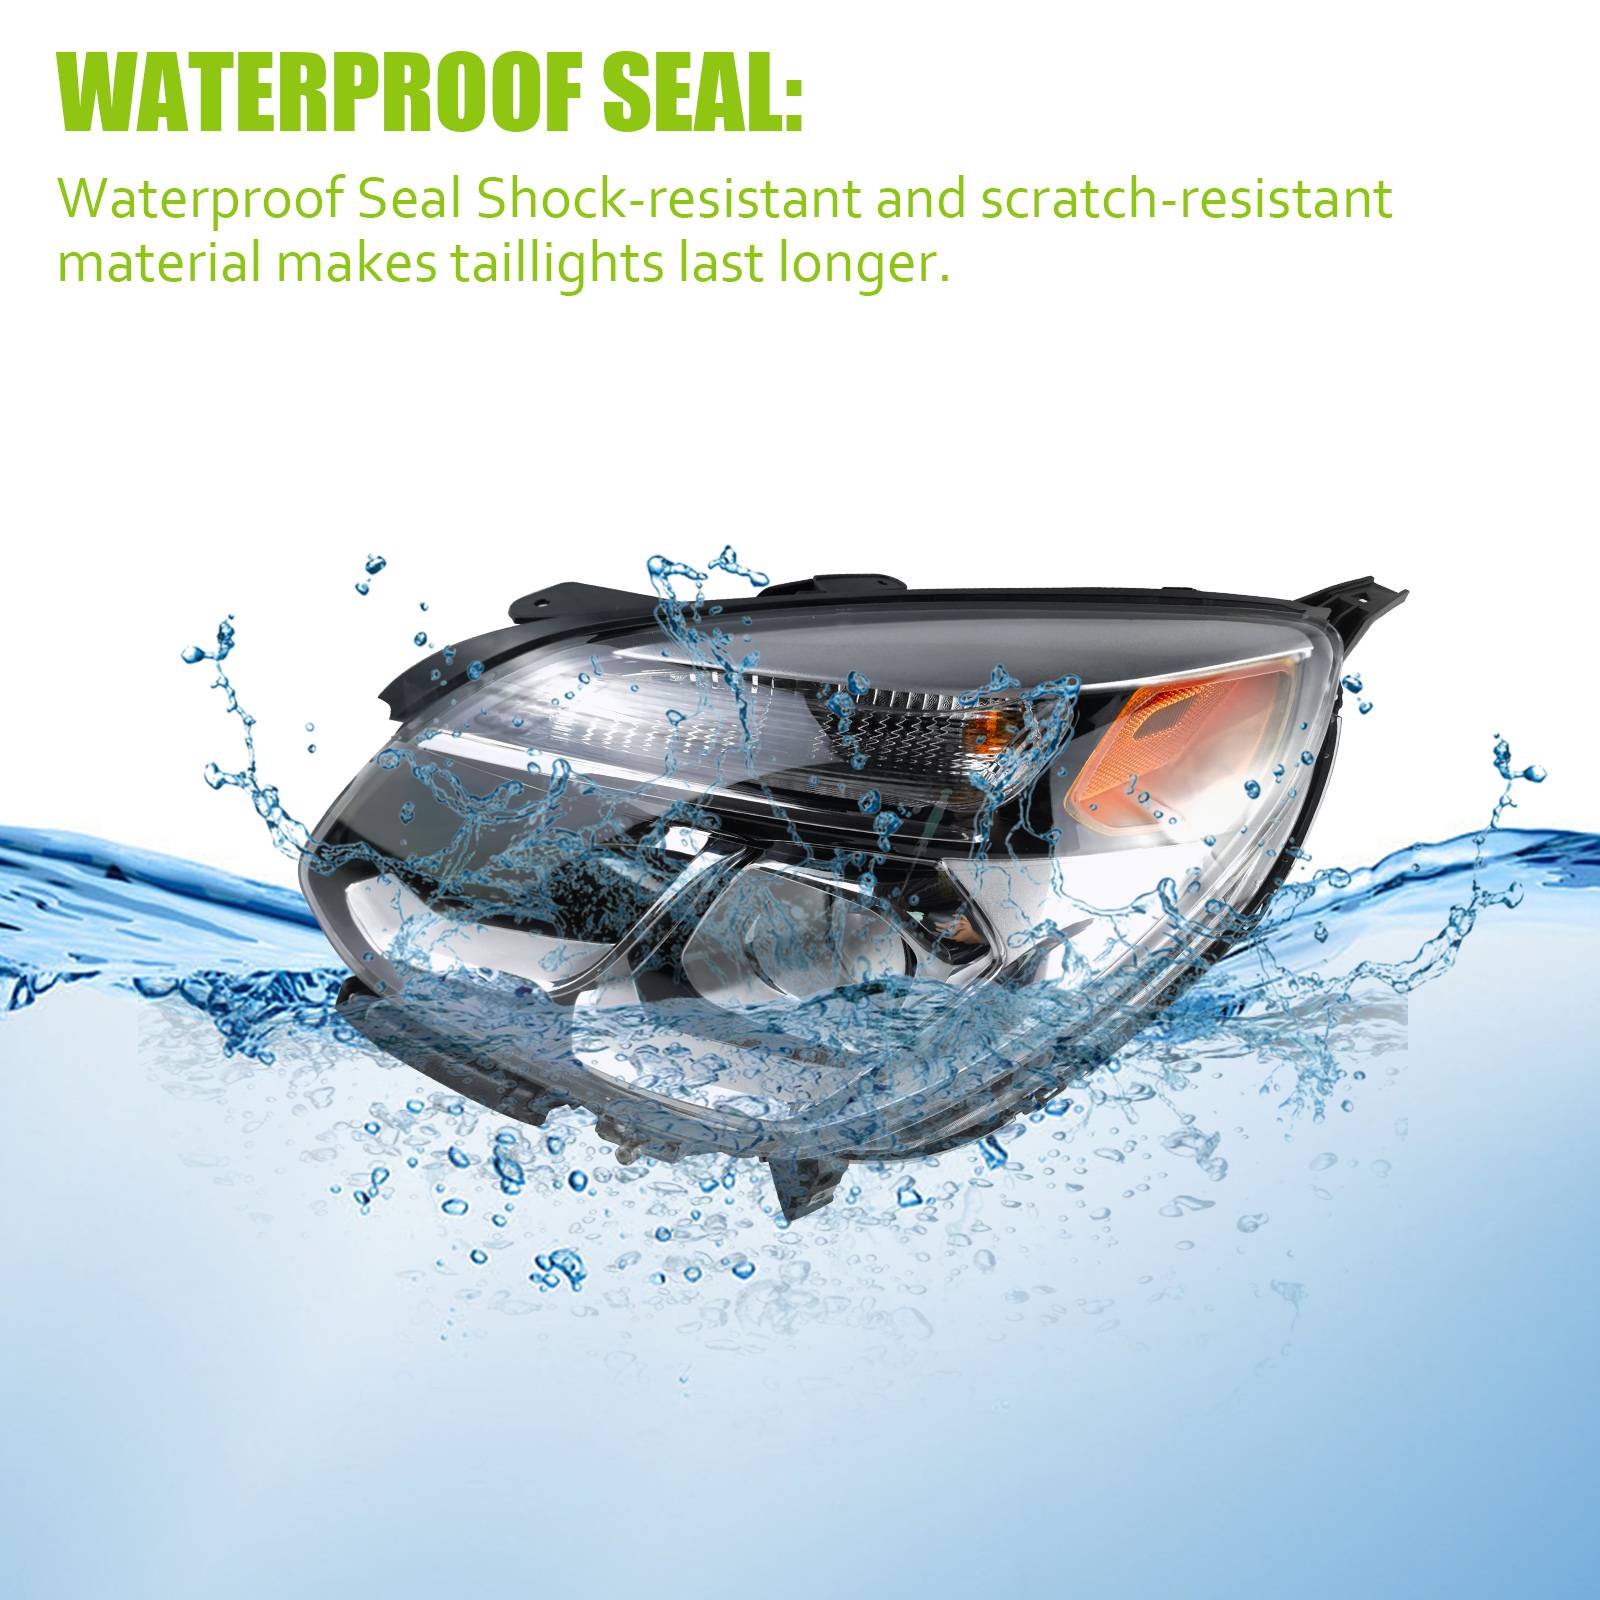 WATERPROOF SEAL:
Waterproof Seal Shock-resistant and scratch-resistant
material makes taillights last longer.